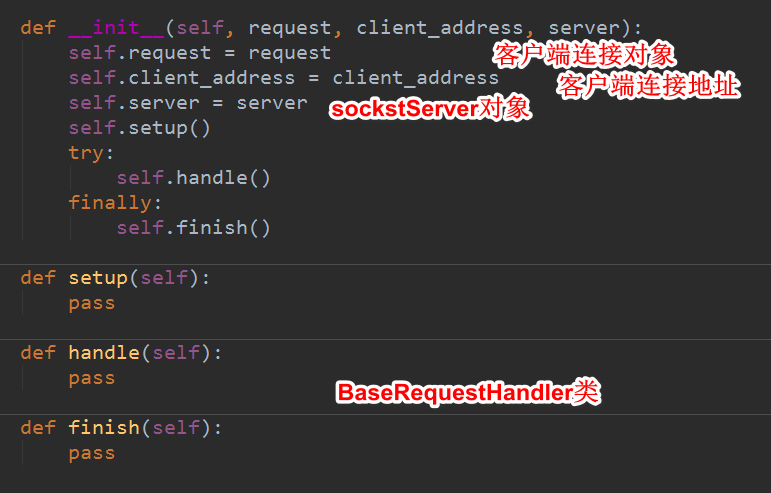 def __init__(self, request, client_address, server):
self.request = request
客户端连接对象
self.client_address = client_address
客户端连接地址
self.server = server
sockstServer对象
self.setup()
try:
self.handle()
finally:
self.finish()
def setup(self):
pass
def handle(self):
pass
BaseRequestHandler类
def finish(self):
pass